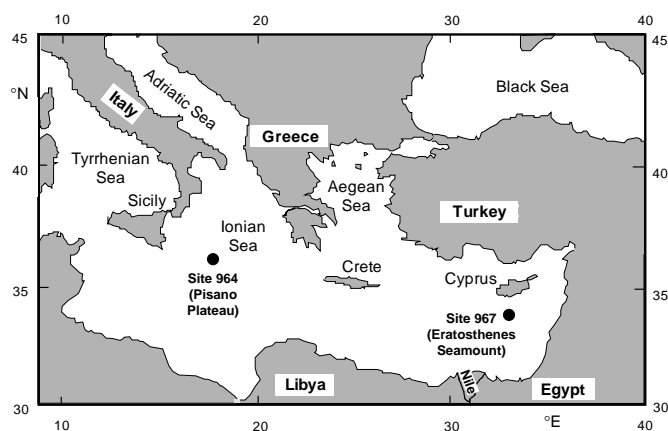 10 20 30 40
45 45
°N
Adriatic Sea
Black Sea
Italy
Greece
40 40
Tyrrhenian
Sea
Aegean
Sea
Sicily
Turkey
Ionian
Sea
Crete
Cyprus
Site 964
(Pisano
Plateau)
35 35
Site 967
(Eratosthenes
Seamount)
Nile
Libya
Egypt
30 30
10 20 30 °E 40